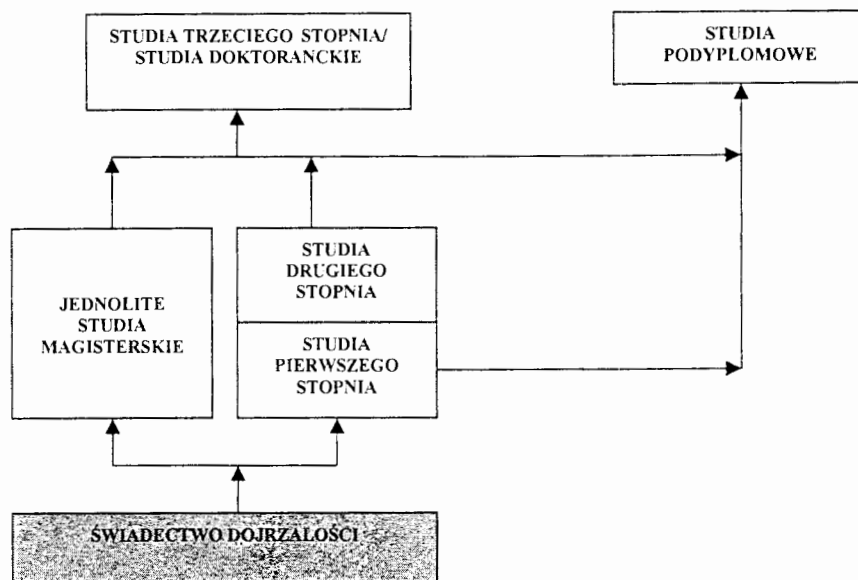 STUDIA TRZECIEGO STOPNIA/
STUDIA DOKTORANCKIE
STUDIA
PODYPLOMOWE
JEDNOLITE
STUDIA
MAGISTERSKIE
STUDIA
DRUGIEGO
STOPNIA
STUDIA
PIERWSZEGO
STOPNIA
ŚWIADECTWO DOJRZAŁOŚCI